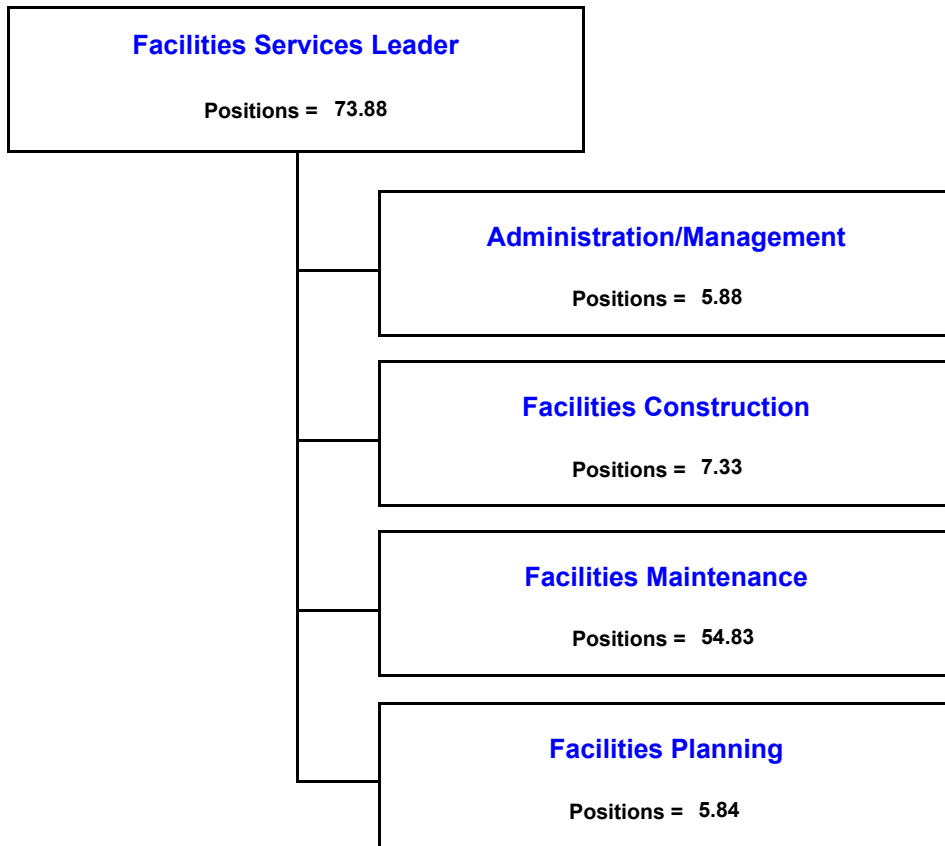 Facilities Services Leader
Positions = 73.88
Administration/Management
Positions = 5.88
Facilities Construction
Positions = 7.33
Facilities Maintenance
Positions = 54.83
Facilities Planning
Positions = 5.84